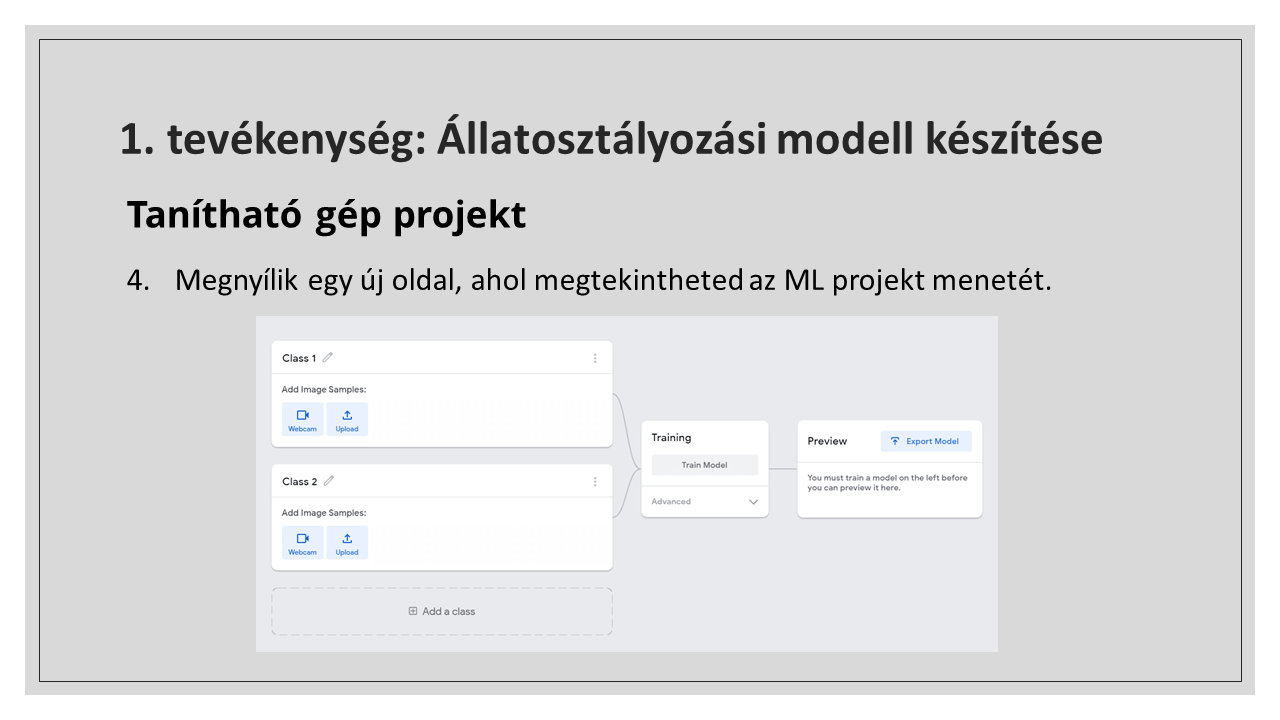 1. tevékenység: Állatosztályozási modell készítése
Tanítható gép projekt
4. Megnyílik egy új oldal, ahol megtekintheted az ML projekt menetét.
Class 1
Add Image Samples:
Webcam Upload
Class 2
Add Image Samples:
Webcam Upload
Add a class
Training
Train Model
Advanced
Preview Export Model
You must train a model on the left before
you can preview it here.